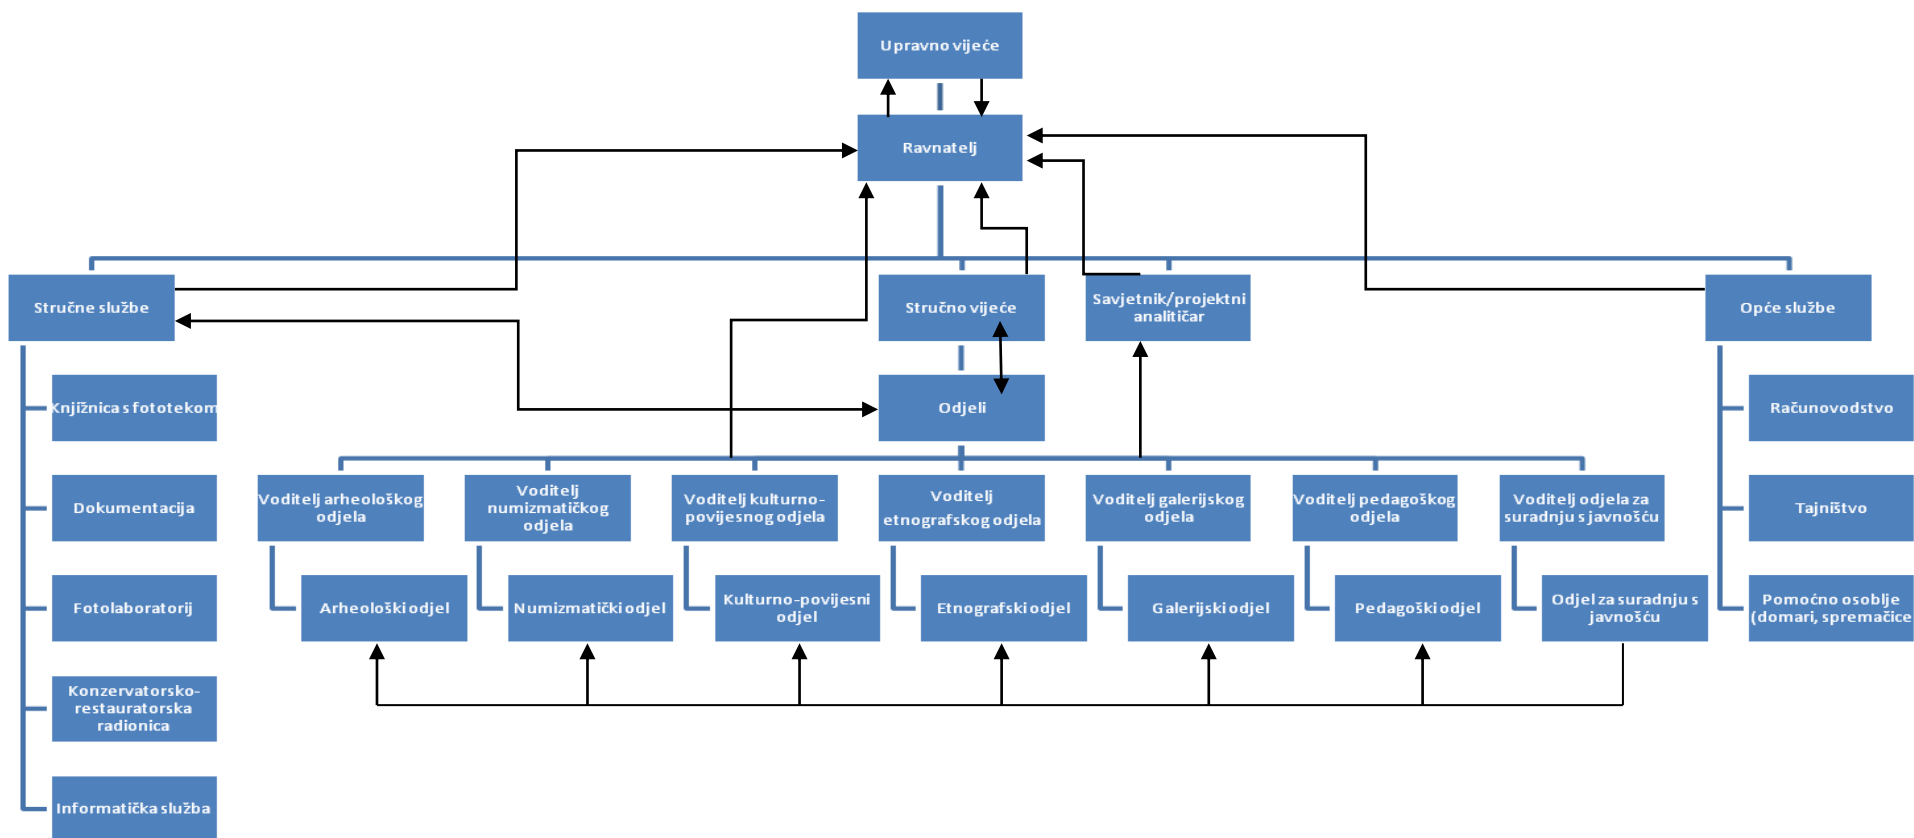 Upravno vijeće
Ravnatelj
Stručne službe
Stručno vijeće
Savjetnik/projektni
analitičar
Opće službe
Knjižnica s fototekom
Odjeli
Računovodstvo
Dokumentacija
Voditelj arheološkog
odjela
Voditelj
numizmatičkog
odjela
Voditelj kulturno-
povijesnog odjela
Voditelj
etnografskog odjela
Voditelj galerijskog
odjela
Voditelj pedagoškog
odjela
Voditelj odjela za
suradnju s javnošću
Tajništvo
Fotolaboratorij
Arheološki odjel
Numizmatički odjel
Kulturno-povijesni
odjel
Etnografski odjel
Galerijski odjel
Pedagoški odjel
Odjel za suradnju s
javnošću
Pomoćno osoblje
(domari, spremačice
Konzervatorsko-
restauratorska
radionica
Informatička služba